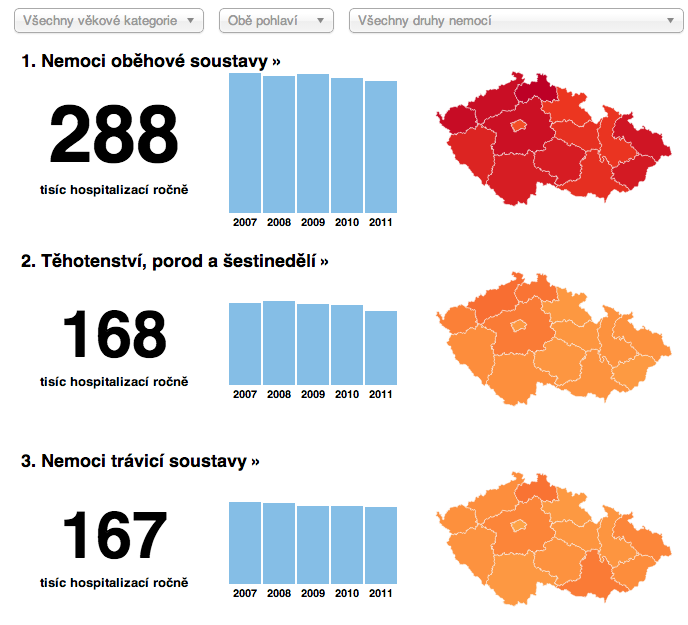 Všechny věkové kategorie
Obě pohlaví
Všechny druhy nemocí
1. Nemoci oběhové soustavy »
288
tisíc hospitalizací ročně
2007 2008 2009 2010 2011
2. Těhotenství, porod a šestinedělí »
168
tisíc hospitalizací ročně
2007 2008 2009 2010 2011
3. Nemoci trávicí soustavy »
167
tisíc hospitalizací ročně
2007 2008 2009 2010 2011